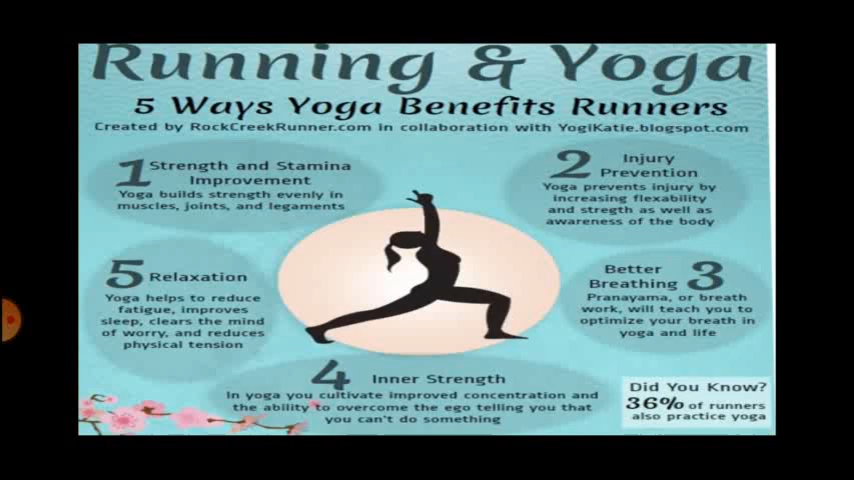 Running & Yoga
5 Ways Yoga Benefits Runners
Created by RockCreekRunner.com in collaboration with YogiKatie.blogspot.com
1 Strength and Stamina
Improvement
Yoga builds strength evenly in
muscles, joints, and legaments
2 Injury
Prevention
Yoga prevents injury by
increasing flexability
and stregth as well as
awareness of the body
Better
Breathing 3
Pranayama, or breath
work, will teach you to
optimize your breath in
yoga and life
4 Inner Strength
In yoga you cultivate improved concentration and
the ability to overcome the ego telling you that
you can't do something
5 Relaxation
Yoga helps to reduce
fatigue, improves
sleep, clears the mind
of worry, and reduces
physical tension
Did You Know?
36% of runners
also practice yoga